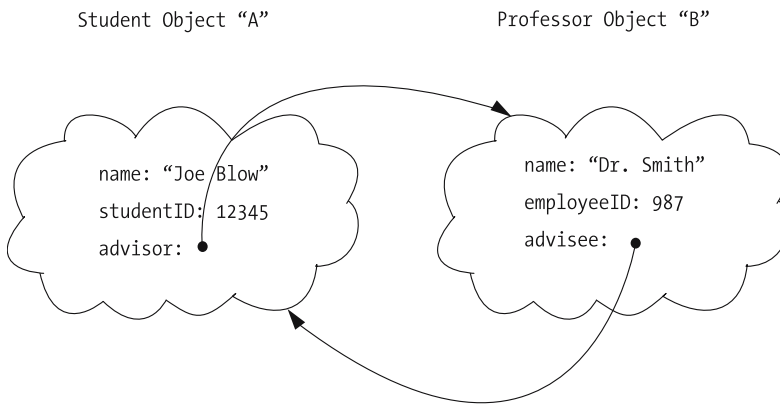 Student Object “A”
Professor Object “B”
name: “Joe Blow”
studentID: 12345
advisor:
name: “Dr. Smith”
employeeID: 987
advisee: